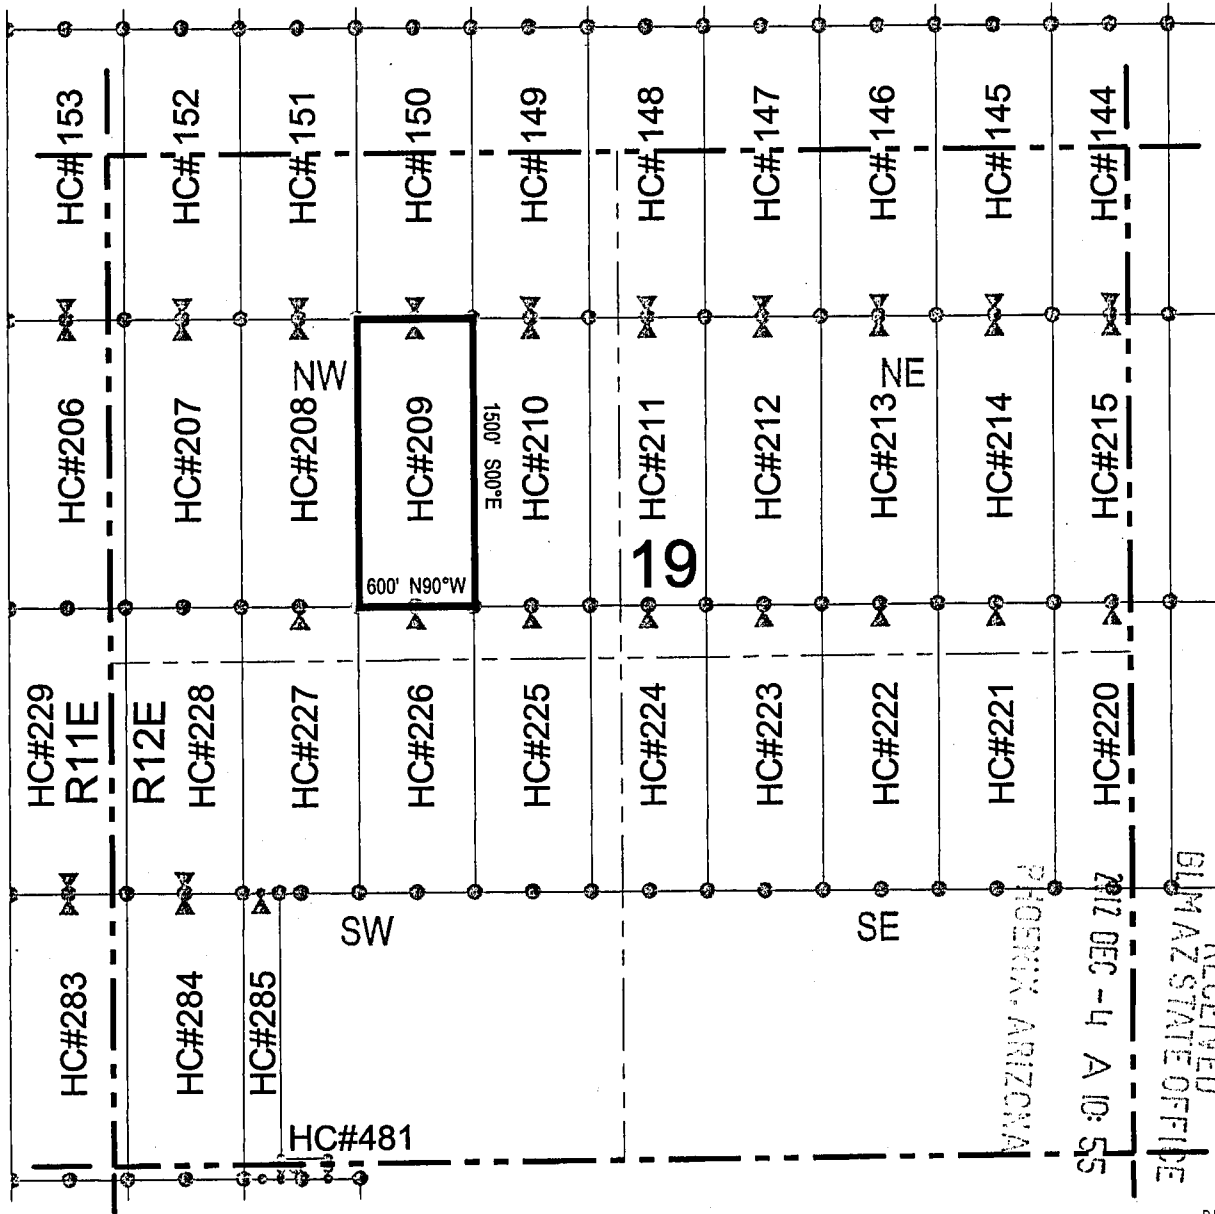 HC# 153
HC# 152
HC# 151
HC# 150
HC# 149
HC# 148
HC# 147
HC# 146
HC# 145
HC# 144
NW
NE
HC#206
HC#207
HC#208
HC#209
1500' S00°E
HC#210
HC#211
HC#212
HC#213
HC#214
HC#215
600' N90°W
19
HC#229
R11E
R12E
HC#228
HC#227
HC#226
HC#225
HC#224
HC#223
HC#222
HC#221
HC#220
SW
SE
HC#283
HC#284
HC#285
HC#481
RECEIVED
BLM AZ STATE OFFICE
2012 DEC -4 A 10:55
PHOENIX, ARIZONA